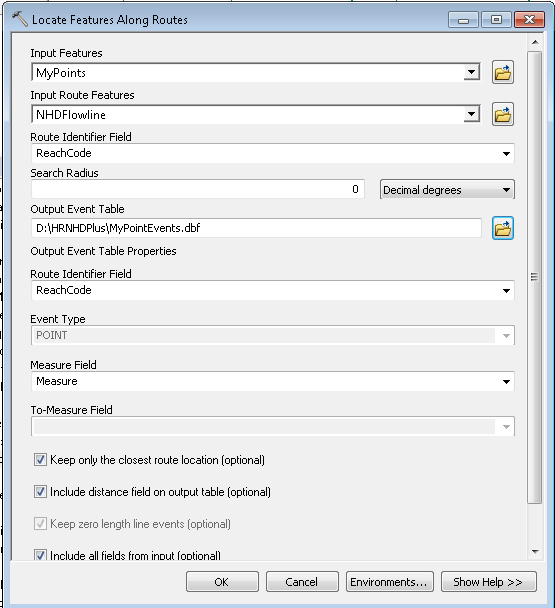 Locate Features Along Routes
Input Features
MyPoints
Input Route Features
NHDFlowline
Route Identifier Field
ReachCode
Search Radius
0 Decimal degrees
Output Event Table
D:\HRNHDPlus\MyPointEvents.dbf
Output Event Table Properties
Route Identifier Field
ReachCode
Event Type
POINT
Measure Field
Measure
To-Measure Field
Keep only the closest route location (optional)
Include distance field on output table (optional)
Keep zero length line events (optional)
Include all fields from input (optional)
OK Cancel Environments... Show Help >>